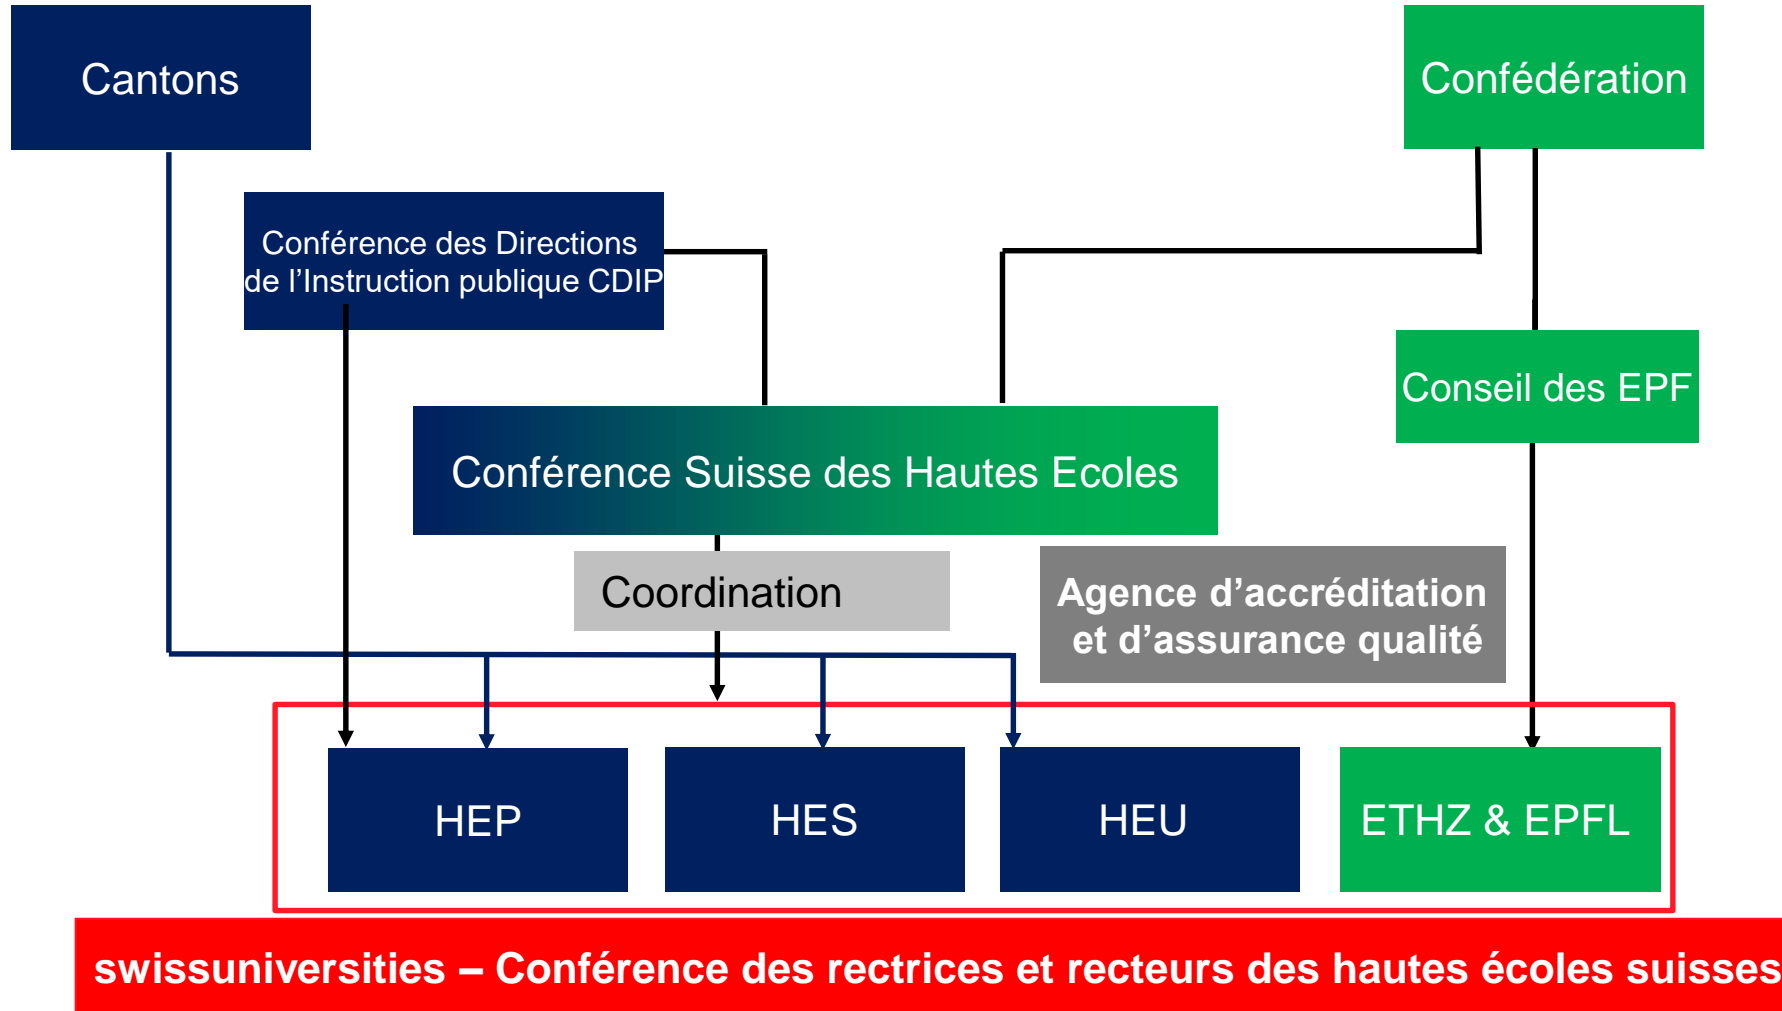 Cantons
Confédération
Conférence des Directions
de l’Instruction publique CDIP
Conseil des EPF
Conférence Suisse des Hautes Ecoles
Coordination
Agence d’accréditation
et d’assurance qualité
HEP
HES
HEU
ETHZ & EPFL
swissuniversities – Conférence des rectrices et recteurs des hautes écoles suisses